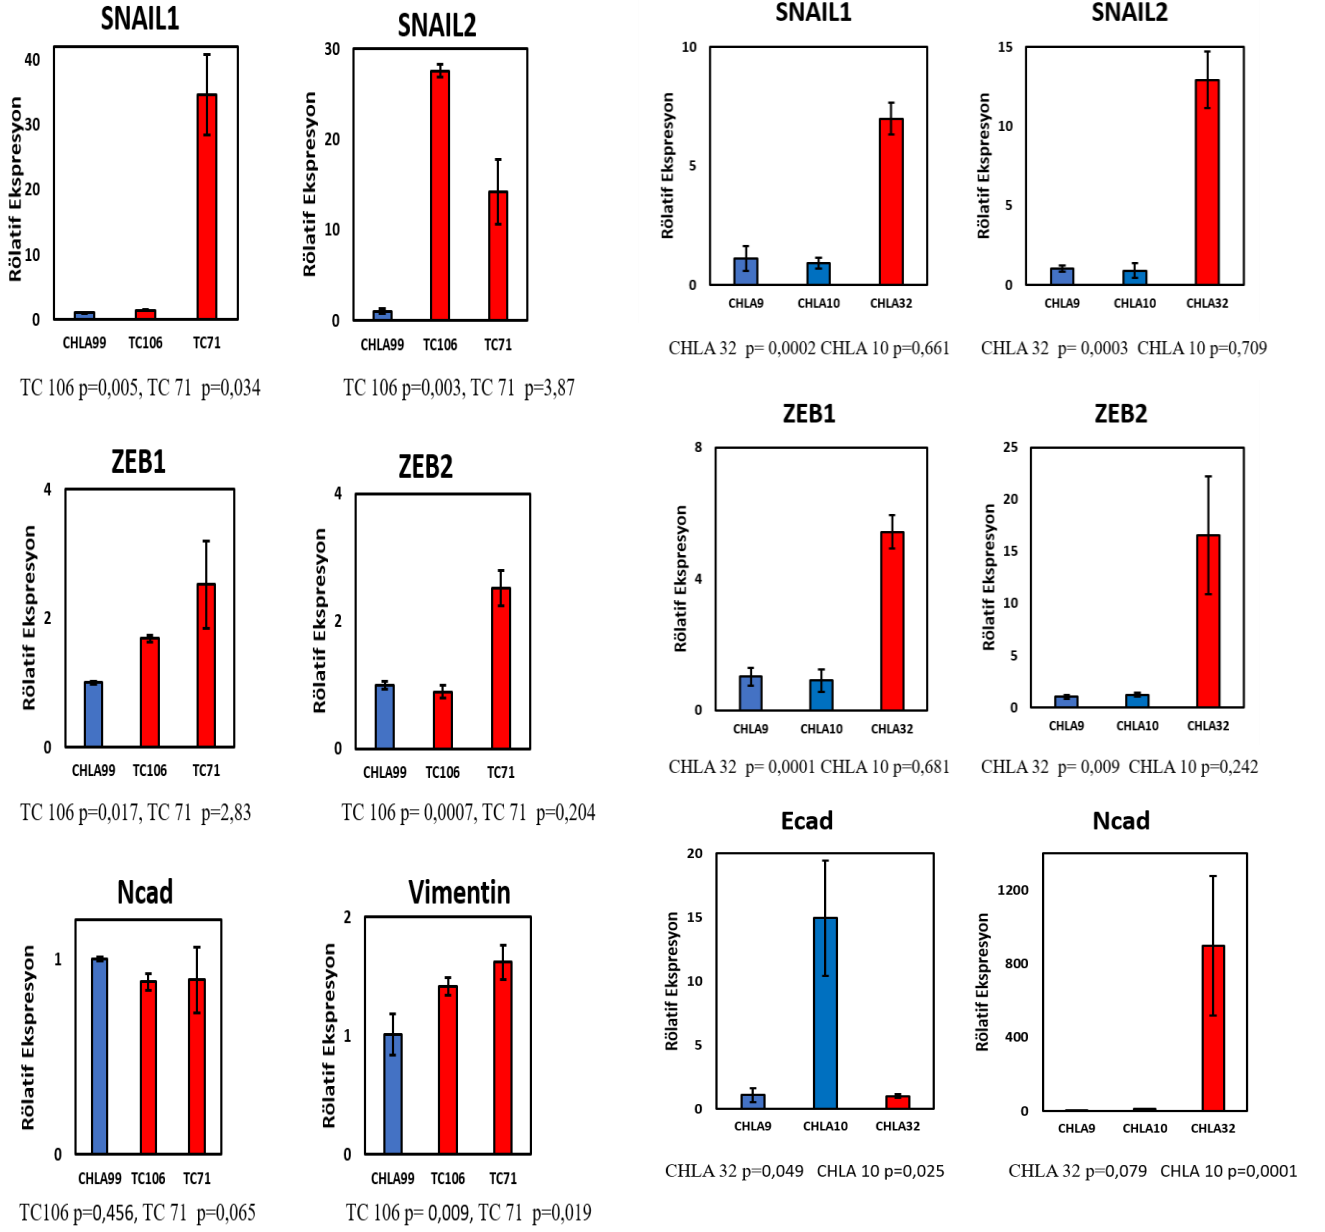 SNAIL1
40
30
20
10
0
Rölatif Ekspresyon
CHLA99 TC106 TC71
TC 106 p=0,005, TC 71 p=0,034
SNAIL2
30
20
10
0
Rölatif Ekspresyon
CHLA99 TC106 TC71
TC 106 p=0,003, TC 71 p=3,87
SNAIL1
10
5
0
Rölatif Ekspresyon
CHLA9 CHLA10 CHLA32
CHLA 32 p= 0,0002 CHLA 10 p=0,661
SNAIL2
15
10
5
0
Rölatif Ekspresyon
CHLA9 CHLA10 CHLA32
CHLA 32 p= 0,0003 CHLA 10 p=0,709
ZEB1
4
2
0
Rölatif Ekspresyon
CHLA99 TC106 TC71
TC 106 p=0,017, TC 71 p=2,83
ZEB2
4
2
0
Rölatif Ekspresyon
CHLA99 TC106 TC71
TC 106 p= 0,0007, TC 71 p=0,204
ZEB1
8
4
0
Rölatif Ekspresyon
CHLA9 CHLA10 CHLA32
CHLA 32 p= 0,0001 CHLA 10 p=0,681
ZEB2
25
20
15
10
5
0
Rölatif Ekspresyon
CHLA9 CHLA10 CHLA32
CHLA 32 p= 0,009 CHLA 10 p=0,242
Ncad
1
0
Rölatif Ekspresyon
CHLA99 TC106 TC71
TC106 p=0,456, TC 71 p=0,065
Vimentin
2
1
0
Rölatif Ekspresyon
CHLA99 TC106 TC71
TC 106 p= 0,009, TC 71 p=0,019
Ecad
20
15
10
5
0
Rölatif Ekspresyon
CHLA9 CHLA10 CHLA32
CHLA 32 p=0,049 CHLA 10 p=0,025
Ncad
1200
800
400
0
Rölatif Ekspresyon
CHLA9 CHLA10 CHLA32
CHLA 32 p=0,079 CHLA 10 p=0,0001